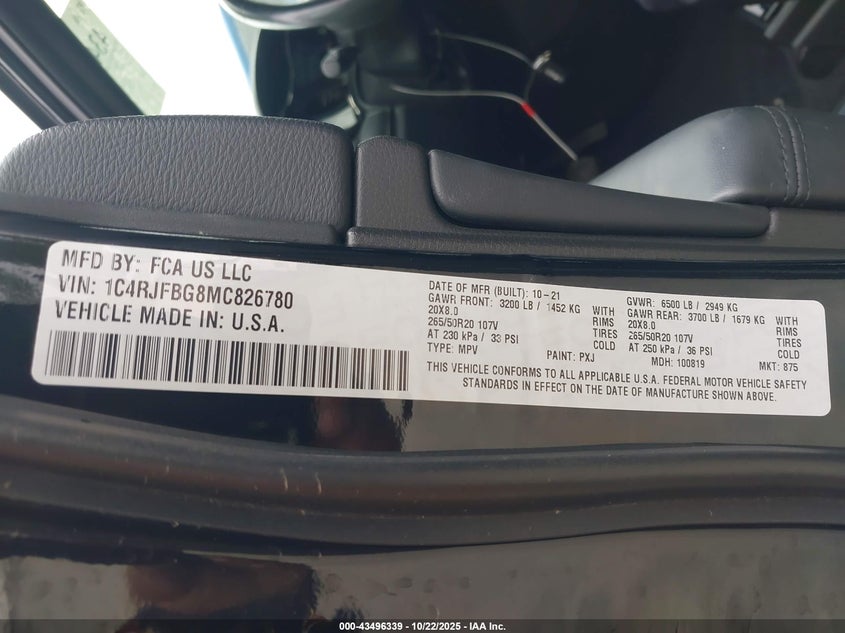 MFD BY: FCA US LLC
VIN: 1C4RJFBG8MC826780
VEHICLE MADE IN: U.S.A.
DATE OF MFR (BUILT): 10-21 GVWR: 6500 LB / 2949 KG
GAWR FRONT: 3200 LB / 1452 KG WITH GAWR REAR: 3700 LB / 1679 KG WITH
20X8.0 RIMS 20X8.0 RIMS
265/50R20 107V TIRES 265/50R20 107V TIRES
AT 230 kPa / 33 PSI COLD AT 250 kPa / 36 PSI COLD
TYPE: MPV PAINT: PXJ MDH: 100819 MKT: 875
THIS VEHICLE CONFORMS TO ALL APPLICABLE U.S.A. FEDERAL MOTOR VEHICLE SAFETY
STANDARDS IN EFFECT ON THE DATE OF MANUFACTURE SHOWN ABOVE.
000-43496339 - 10/22/2025 - IAA Inc.